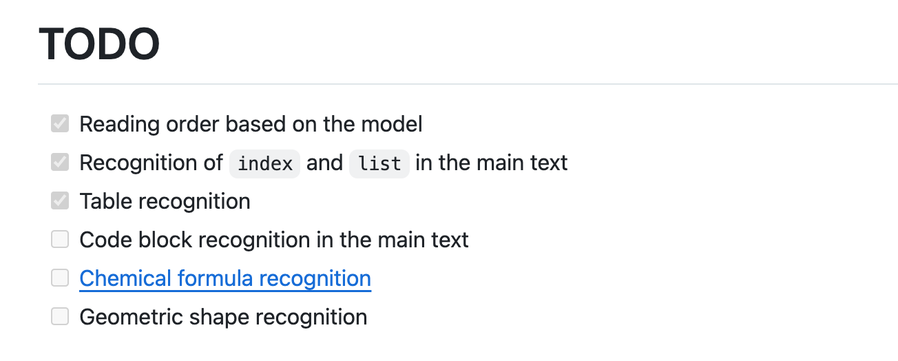 TODO
Reading order based on the model
Recognition of index and list in the main text
Table recognition
Code block recognition in the main text
Chemical formula recognition
Geometric shape recognition